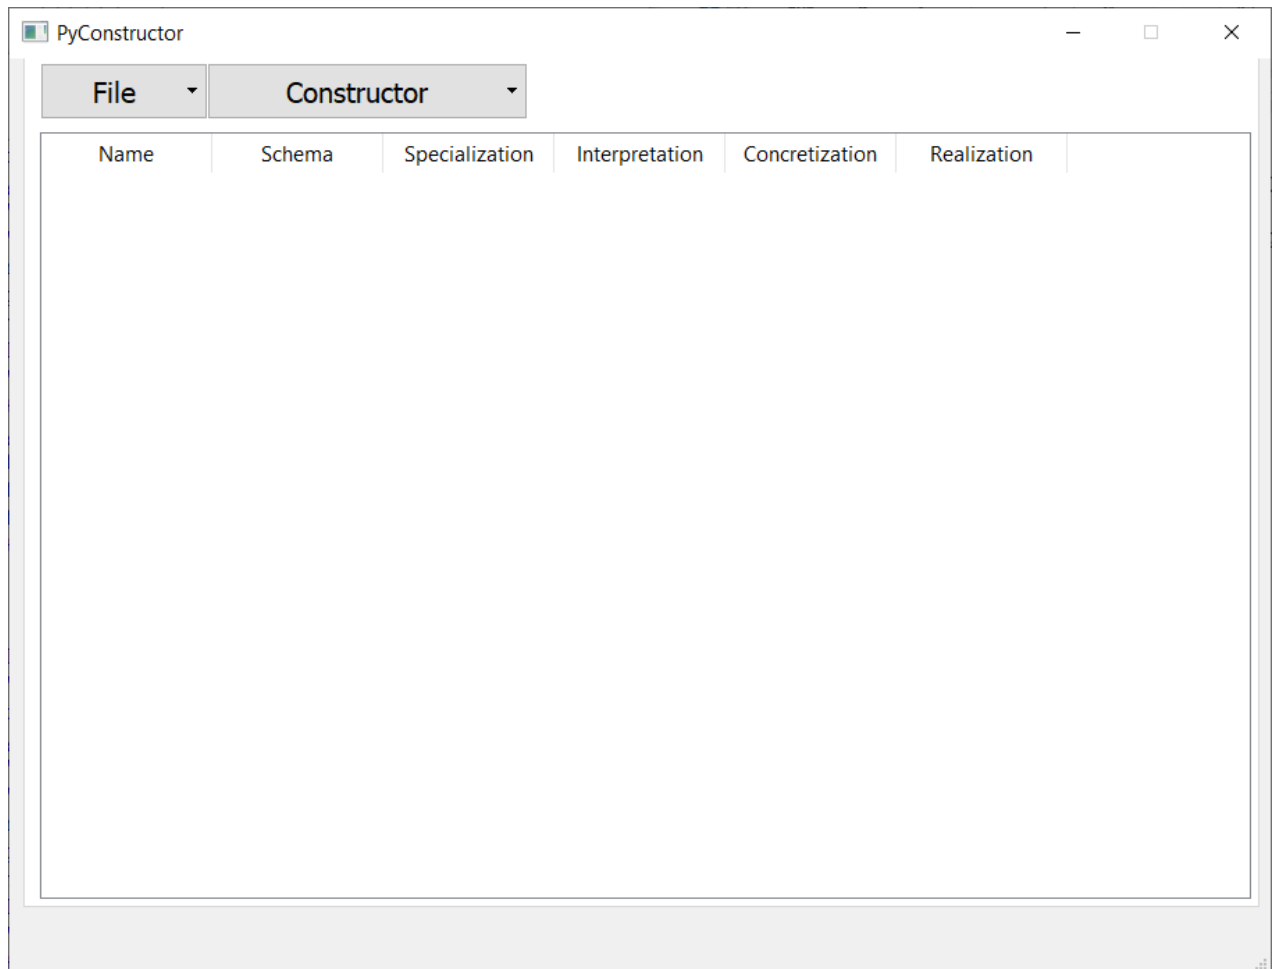 PyConstructor
File Constructor
Name Schema Specialization Interpretation Concretization Realization